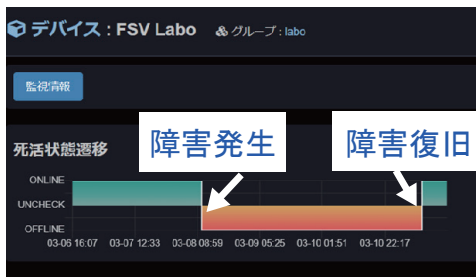 デバイス : FSV Labo グループ : labo
監視情報
死活状態遷移
障害発生
障害復旧
ONLINE
UNCHECK
OFFLINE
03-06 16:07 03-07 12:33 03-08 08:59 03-09 05:25 03-10 01:51 03-10 22:17